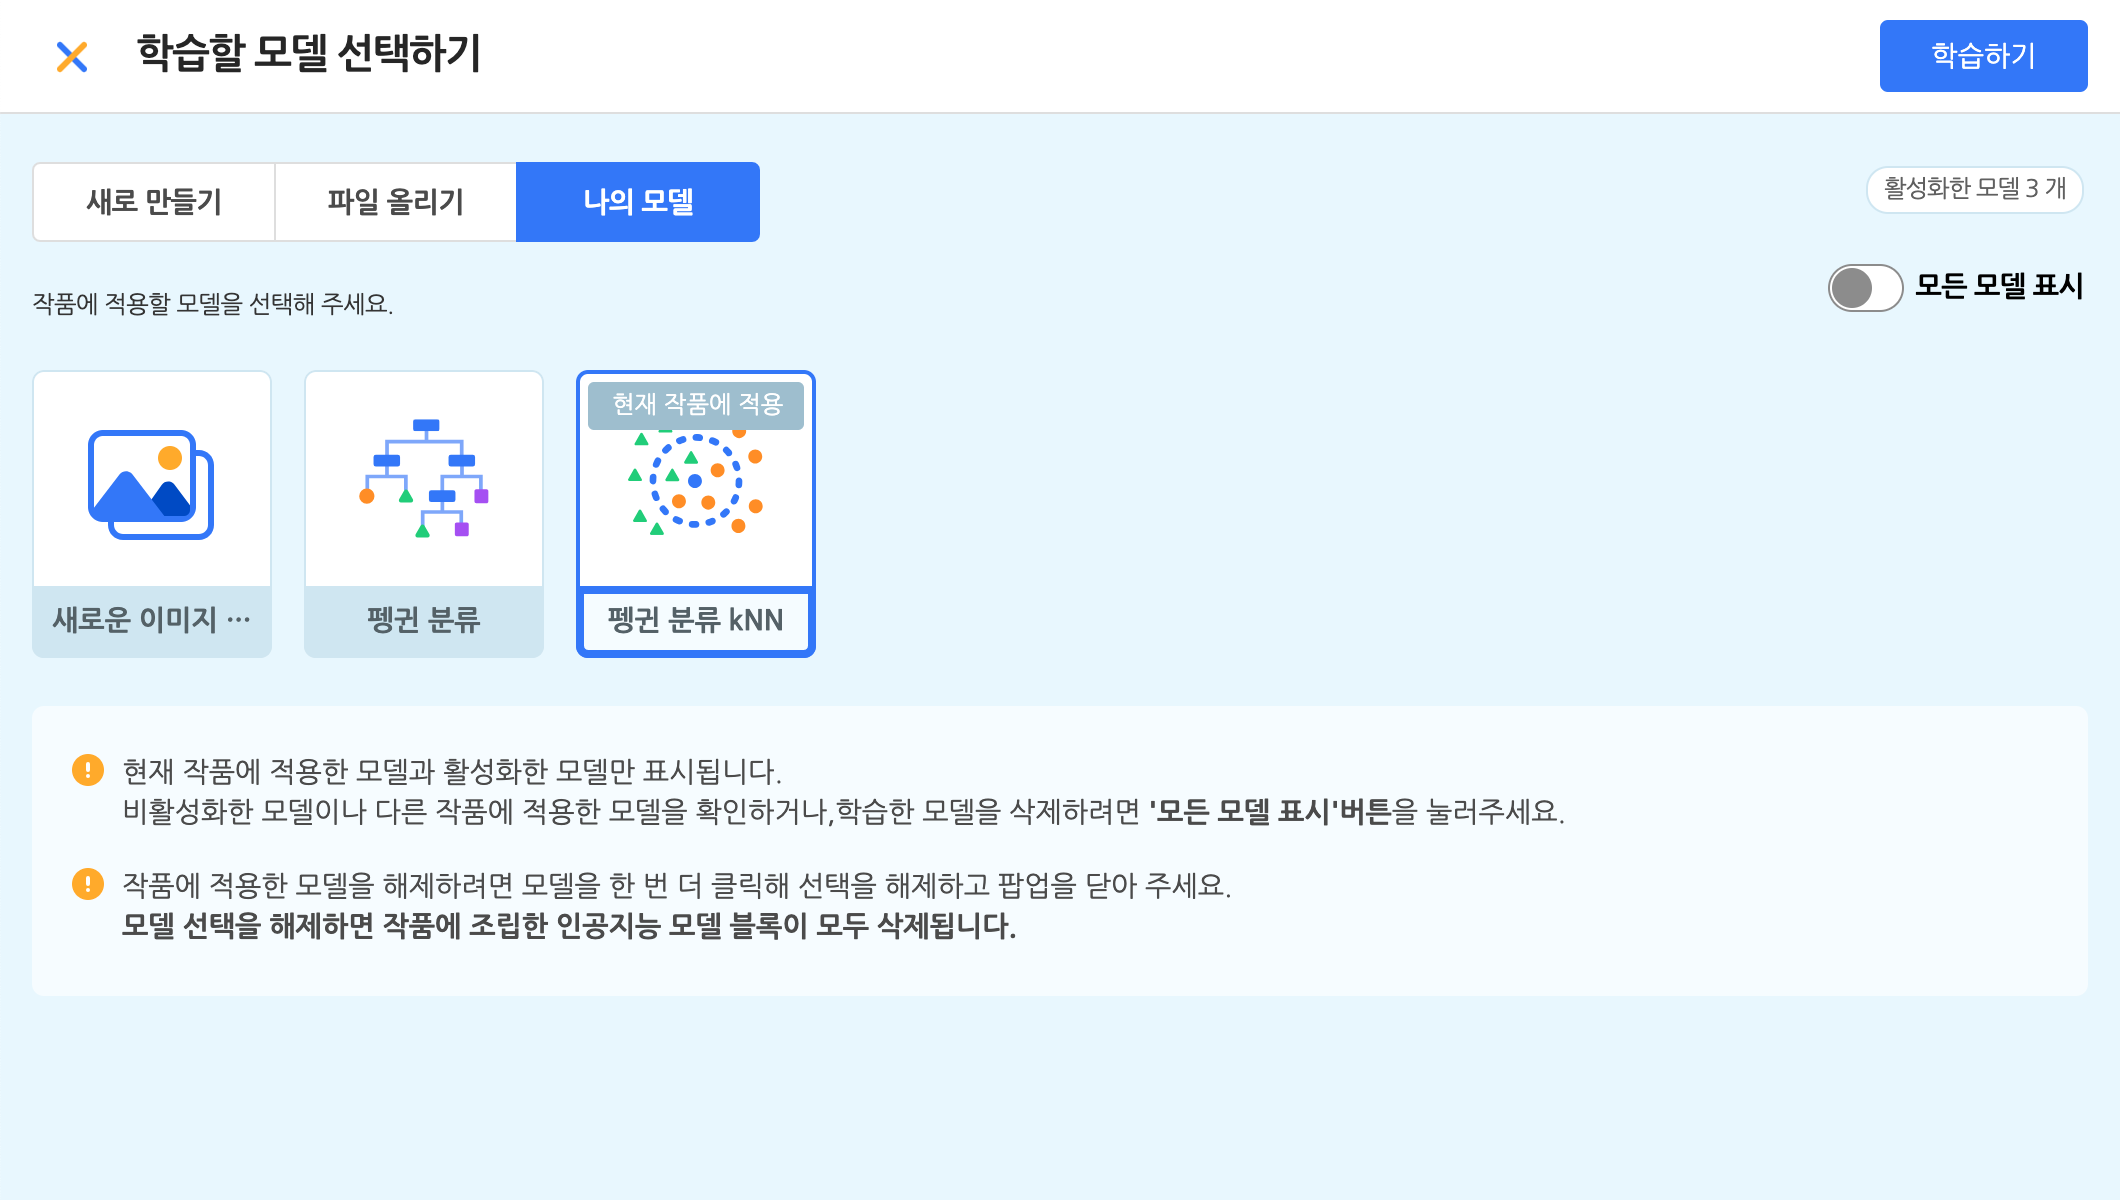 학습할 모델 선택하기
학습하기
새로 만들기
파일 올리기
나의 모델
활성화한 모델 3 개
모든 모델 표시
작품에 적용할 모델을 선택해 주세요.
현재 작품에 적용
새로운 이미지 …
펭귄 분류
펭귄 분류 kNN
현재 작품에 적용한 모델과 활성화한 모델만 표시됩니다.
비활성화한 모델이나 다른 작품에 적용한 모델을 확인하거나,학습한 모델을 삭제하려면 '모든 모델 표시'버튼을 눌러주세요.
작품에 적용한 모델을 해제하려면 모델을 한 번 더 클릭해 선택을 해제하고 팝업을 닫아 주세요.
모델 선택을 해제하면 작품에 조립한 인공지능 모델 블록이 모두 삭제됩니다.